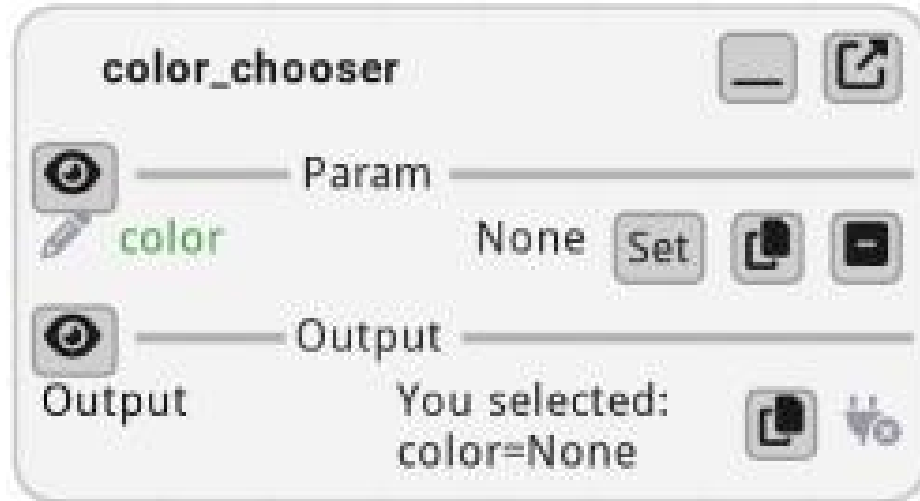 color_chooser
Param
color None Set
Output
Output You selected:
color=None